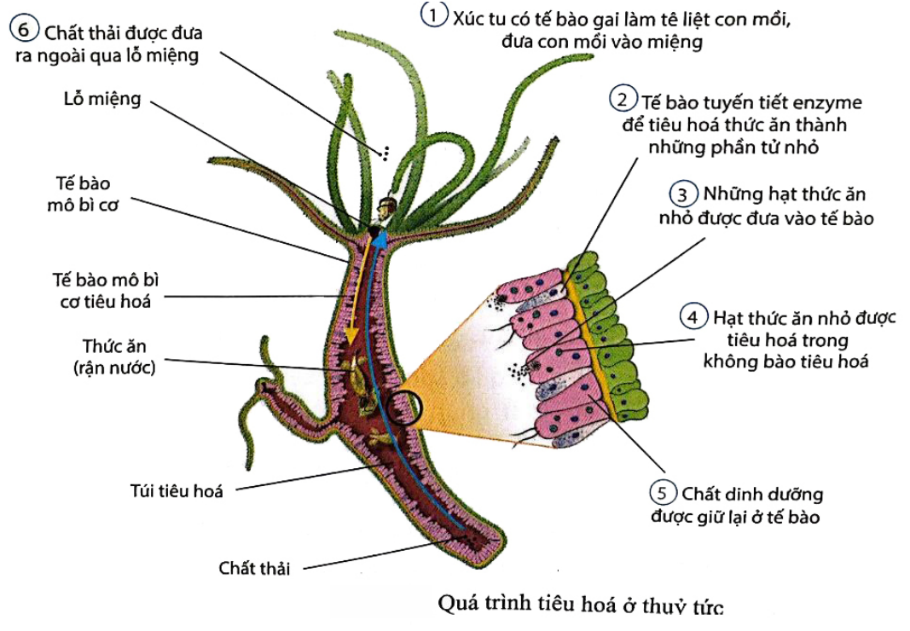 ① Xúc tu có tế bào gai làm tê liệt con mồi,
đưa con mồi vào miệng
② Tế bào tuyến tiết enzyme
để tiêu hoá thức ăn thành
những phần tử nhỏ
③ Những hạt thức ăn
nhỏ được đưa vào tế bào
④ Hạt thức ăn nhỏ được
tiêu hoá trong
không bào tiêu hoá
⑤ Chất dinh dưỡng
được giữ lại ở tế bào
⑥ Chất thải được đưa
ra ngoài qua lỗ miệng
Lỗ miệng
Tế bào
mô bì cơ
Tế bào mô bì
cơ tiêu hoá
Thức ăn
(rận nước)
Túi tiêu hoá
Chất thải
Quá trình tiêu hoá ở thuỷ tức